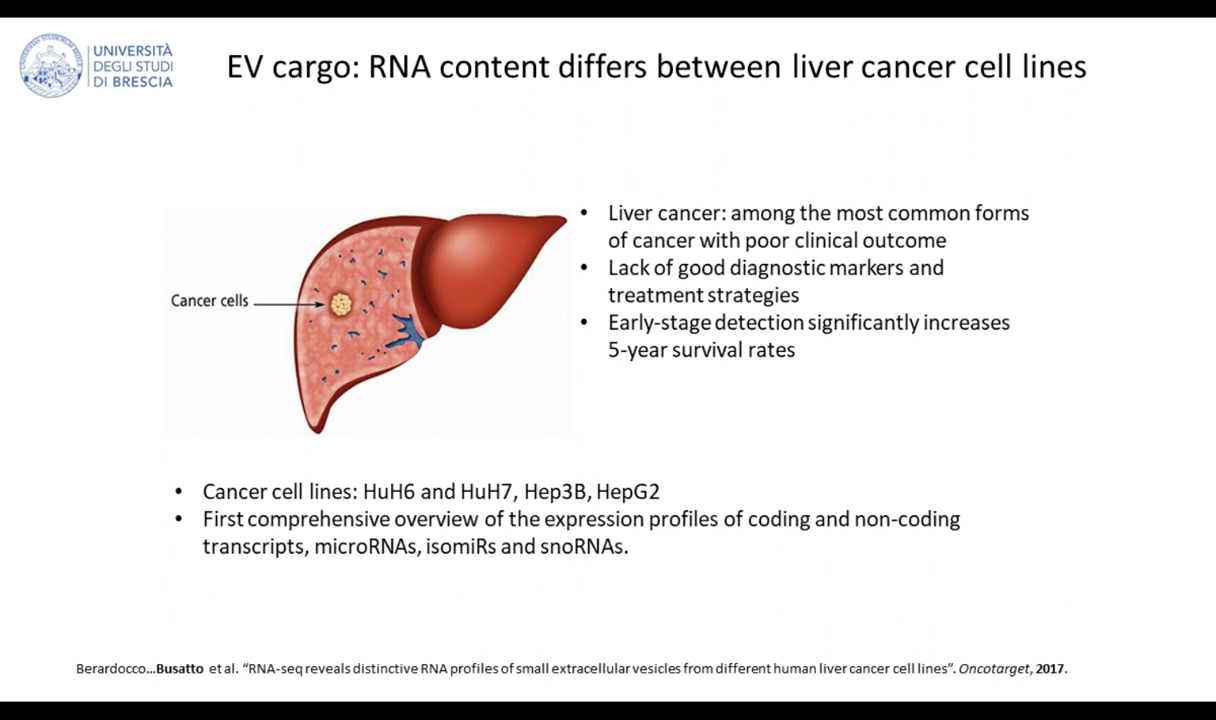 UNIVERSITÀ
DEGLI STUDI
DI BRESCIA
EV cargo: RNA content differs between liver cancer cell lines
Cancer cells
• Liver cancer: among the most common forms
of cancer with poor clinical outcome
• Lack of good diagnostic markers and
treatment strategies
• Early-stage detection significantly increases
5-year survival rates
• Cancer cell lines: HuH6 and HuH7, Hep3B, HepG2
• First comprehensive overview of the expression profiles of coding and non-coding
transcripts, microRNAs, isomiRs and snoRNAs.
Berardocco...Busatto et al. “RNA-seq reveals distinctive RNA profiles of small extracellular vesicles from different human liver cancer cell lines”. Oncotarget, 2017.